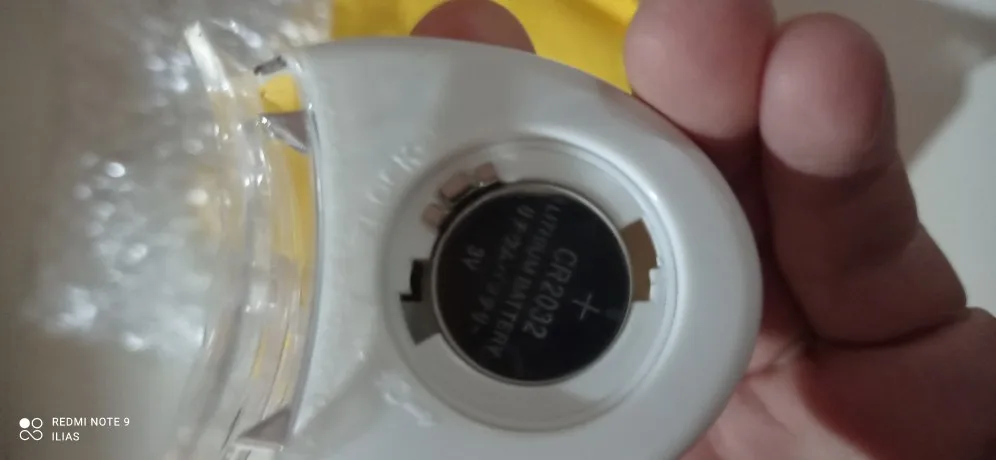 CR2032
LITHIUM BATTERY
3V
+
REDMI NOTE 9
ILIAS